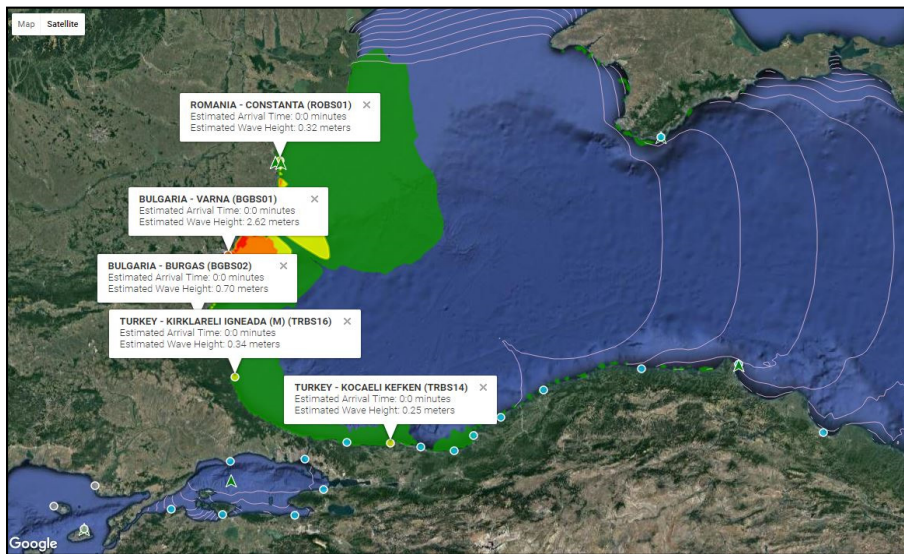 Map Satellite
ROMANIA - CONSTANTA (ROBS01)
Estimated Arrival Time: 0:0 minutes
Estimated Wave Height: 0.32 meters
BULGARIA - VARNA (BGBS01)
Estimated Arrival Time: 0:0 minutes
Estimated Wave Height: 2.62 meters
BULGARIA - BURGAS (BGBS02)
Estimated Arrival Time: 0:0 minutes
Estimated Wave Height: 0.70 meters
TURKEY - KIRKLARELI IGNEADA (M) (TRBS16)
Estimated Arrival Time: 0:0 minutes
Estimated Wave Height: 0.34 meters
TURKEY - KOCAELI KEFKEN (TRBS14)
Estimated Arrival Time: 0:0 minutes
Estimated Wave Height: 0.25 meters
Google